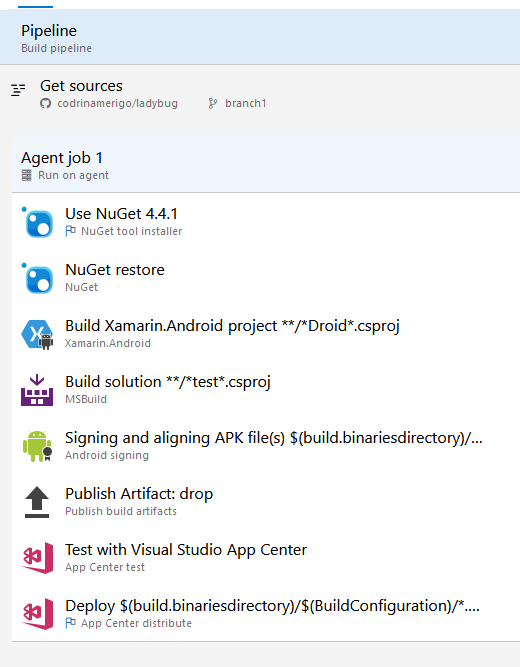 Pipeline
Build pipeline
Get sources
codrinamerigo/ladybug branch1
Agent job 1
Run on agent
Use NuGet 4.4.1
NuGet tool installer
NuGet restore
NuGet
Build Xamarin.Android project **/*Droid*.csproj
Xamarin.Android
Build solution **/*test*.csproj
MSBuild
Signing and aligning APK file(s) $(build.binariesdirectory)/...
Android signing
Publish Artifact: drop
Publish build artifacts
Test with Visual Studio App Center
App Center test
Deploy $(build.binariesdirectory)/$(BuildConfiguration)/*....
App Center distribute